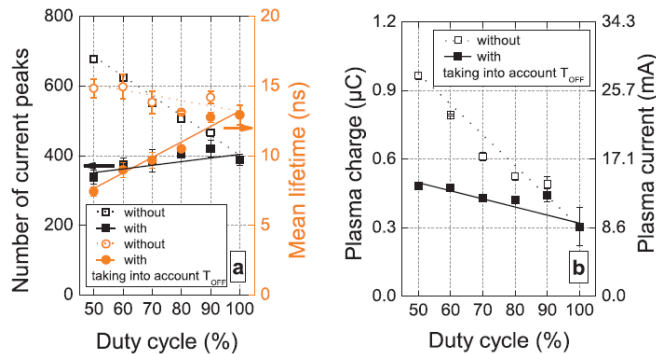 800
600
400
200
0
Number of current peaks
20
15
10
5
0
Mean lifetime (ns)
without
with
without
with
taking into account T_OFF
a
50 60 70 80 90 100
Duty cycle (%)
1.2
0.9
0.6
0.3
0.0
Plasma charge (µC)
34.3
25.7
17.1
8.6
0.0
Plasma current (mA)
without
with
taking into account T_OFF
b
50 60 70 80 90 100
Duty cycle (%)